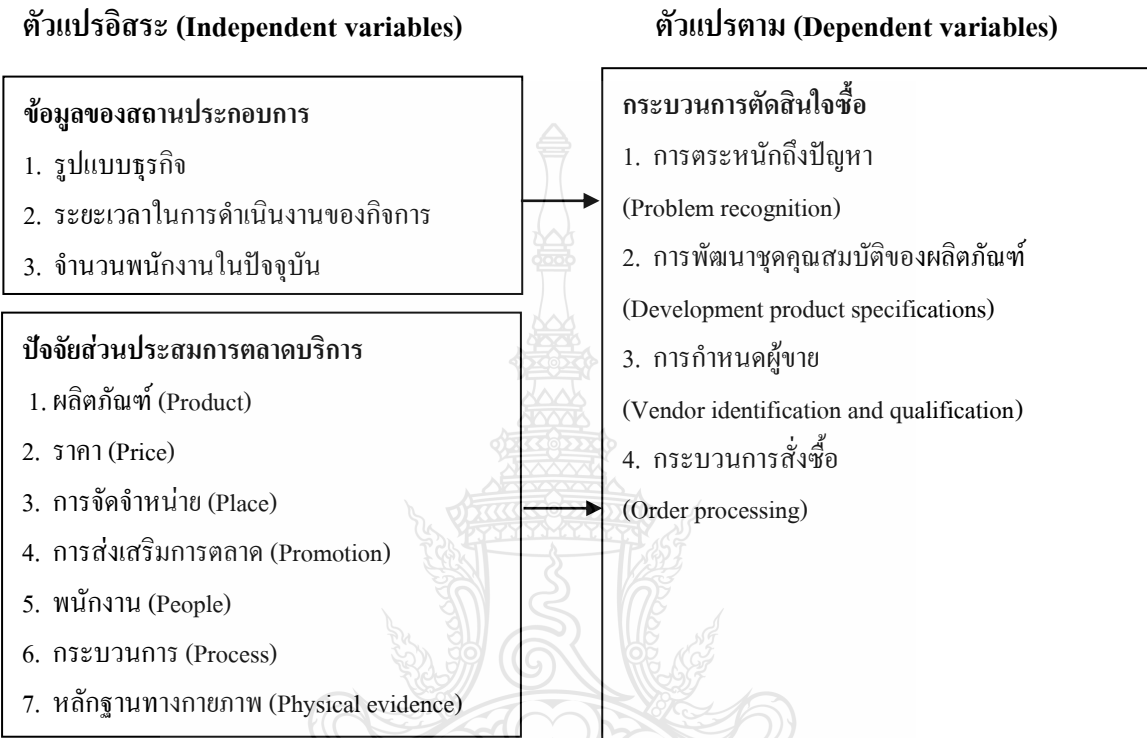 ตัวแปรอิสระ (Independent variables)
ข้อมูลของสถานประกอบการ
1. รูปแบบธุรกิจ
2. ระยะเวลาในการดำเนินงานของกิจการ
3. จำนวนพนักงานในปัจจุบัน
ปัจจัยส่วนประสมการตลาดบริการ
1. ผลิตภัณฑ์ (Product)
2. ราคา (Price)
3. การจัดจำหน่าย (Place)
4. การส่งเสริมการตลาด (Promotion)
5. พนักงาน (People)
6. กระบวนการ (Process)
7. หลักฐานทางกายภาพ (Physical evidence)
ตัวแปรตาม (Dependent variables)
กระบวนการตัดสินใจซื้อ
1. การตระหนักถึงปัญหา
(Problem recognition)
2. การพัฒนาชุดคุณสมบัติของผลิตภัณฑ์
(Development product specifications)
3. การกำหนดผู้ขาย
(Vendor identification and qualification)
4. กระบวนการสั่งซื้อ
(Order processing)